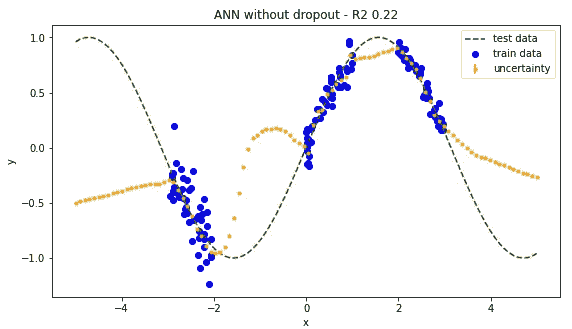 ANN without dropout - R2 0.22
test data
train data
uncertainty
1.0
0.5
0.0
−0.5
−1.0
y
−4
−2
0
2
4
x